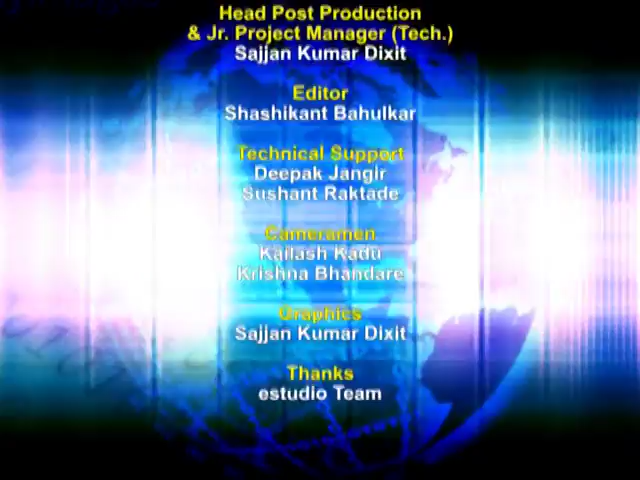 Head Post Production
& Jr. Project Manager (Tech.)
Sajjan Kumar Dixit
Editor
Shashikant Bahulkar
Technical Support
Deepak Jangir
Sushant Raktade
Cameramen
Kailash Kadu
Krishna Bhandare
Graphics
Sajjan Kumar Dixit
Thanks
estudio Team